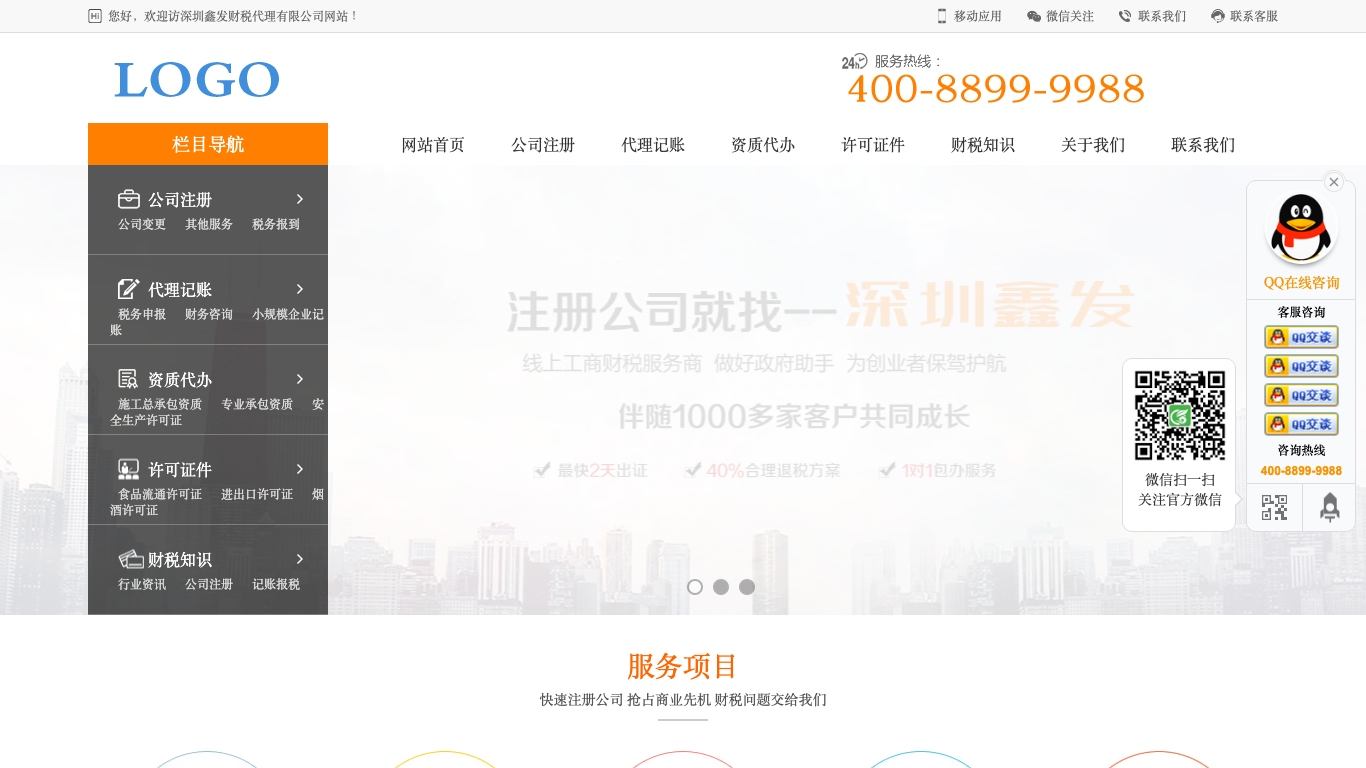 您好，欢迎访深圳鑫发财税代理有限公司网站！
移动应用 微信关注 联系我们 联系客服
LOGO
24h 服务热线：
400-8899-9988
栏目导航
网站首页 公司注册 代理记账 资质代办 许可证件 财税知识 关于我们 联系我们
公司注册
公司变更 其他服务 税务报到
代理记账
税务申报 财务咨询 小规模企业记
账
资质代办
施工总承包资质 专业承包资质 安
全生产许可证
许可证件
食品流通许可证 进出口许可证 烟
酒许可证
财税知识
行业资讯 公司注册 记账报税
注册公司就找——深圳鑫发
线上工商财税服务商 做好政府助手 为创业者保驾护航
伴随1000多家客户共同成长
最快2天出证 40%合理退税方案 1对1包办服务
微信扫一扫
关注官方微信
QQ在线咨询
客服咨询
QQ交谈
QQ交谈
QQ交谈
QQ交谈
咨询热线
400-8899-9988
服务项目
快速注册公司 抢占商业先机 财税问题交给我们